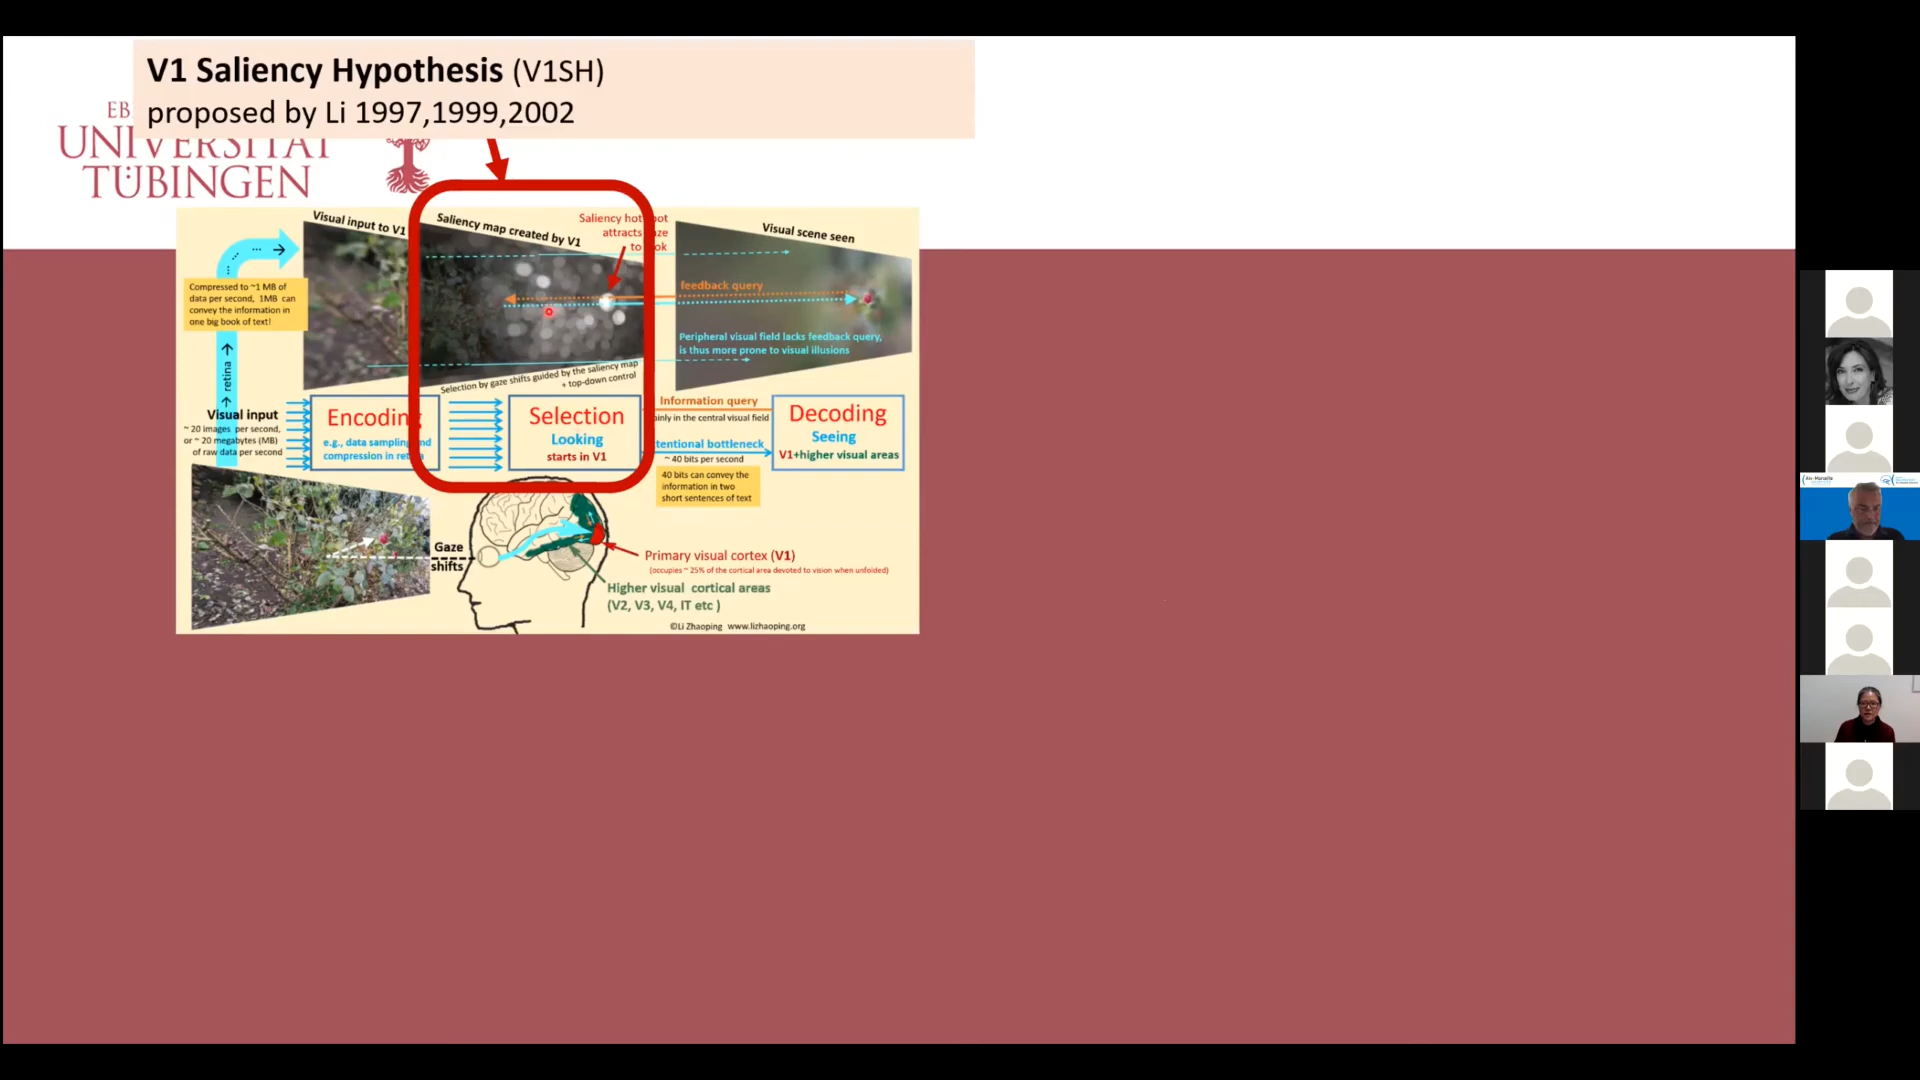 V1 Saliency Hypothesis (V1SH)
proposed by Li 1997,1999,2002
EB
UNIVERSITAT
TÜBINGEN
Visual input to V1
Saliency map created by V1
Saliency hot pot
attracts ze
to ok
Visual scene seen
Compressed to ~1 MB of
data per second, 1MB can
convey the information in
one big book of text!
feedback query
Peripheral visual field lacks feedback query,
is thus more prone to visual illusions
Selection by gaze shifts guided by the saliency map
+ top-down control
retina
Visual input
~ 20 images per second,
or ~ 20 megabytes (MB)
of raw data per second
Encoding
e.g., data sampling and
compression in ret
Selection
Looking
starts in V1
Information query
inly in the central visual field
tentional bottleneck
~ 40 bits per second
40 bits can convey the
information in two
short sentences of text
Decoding
Seeing
V1+higher visual areas
Gaze
shifts
Primary visual cortex (V1)
(occupies ~ 25% of the cortical area devoted to vision when unfolded)
Higher visual cortical areas
(V2, V3, V4, IT etc )
©Li Zhaoping www.lizhaoping.org